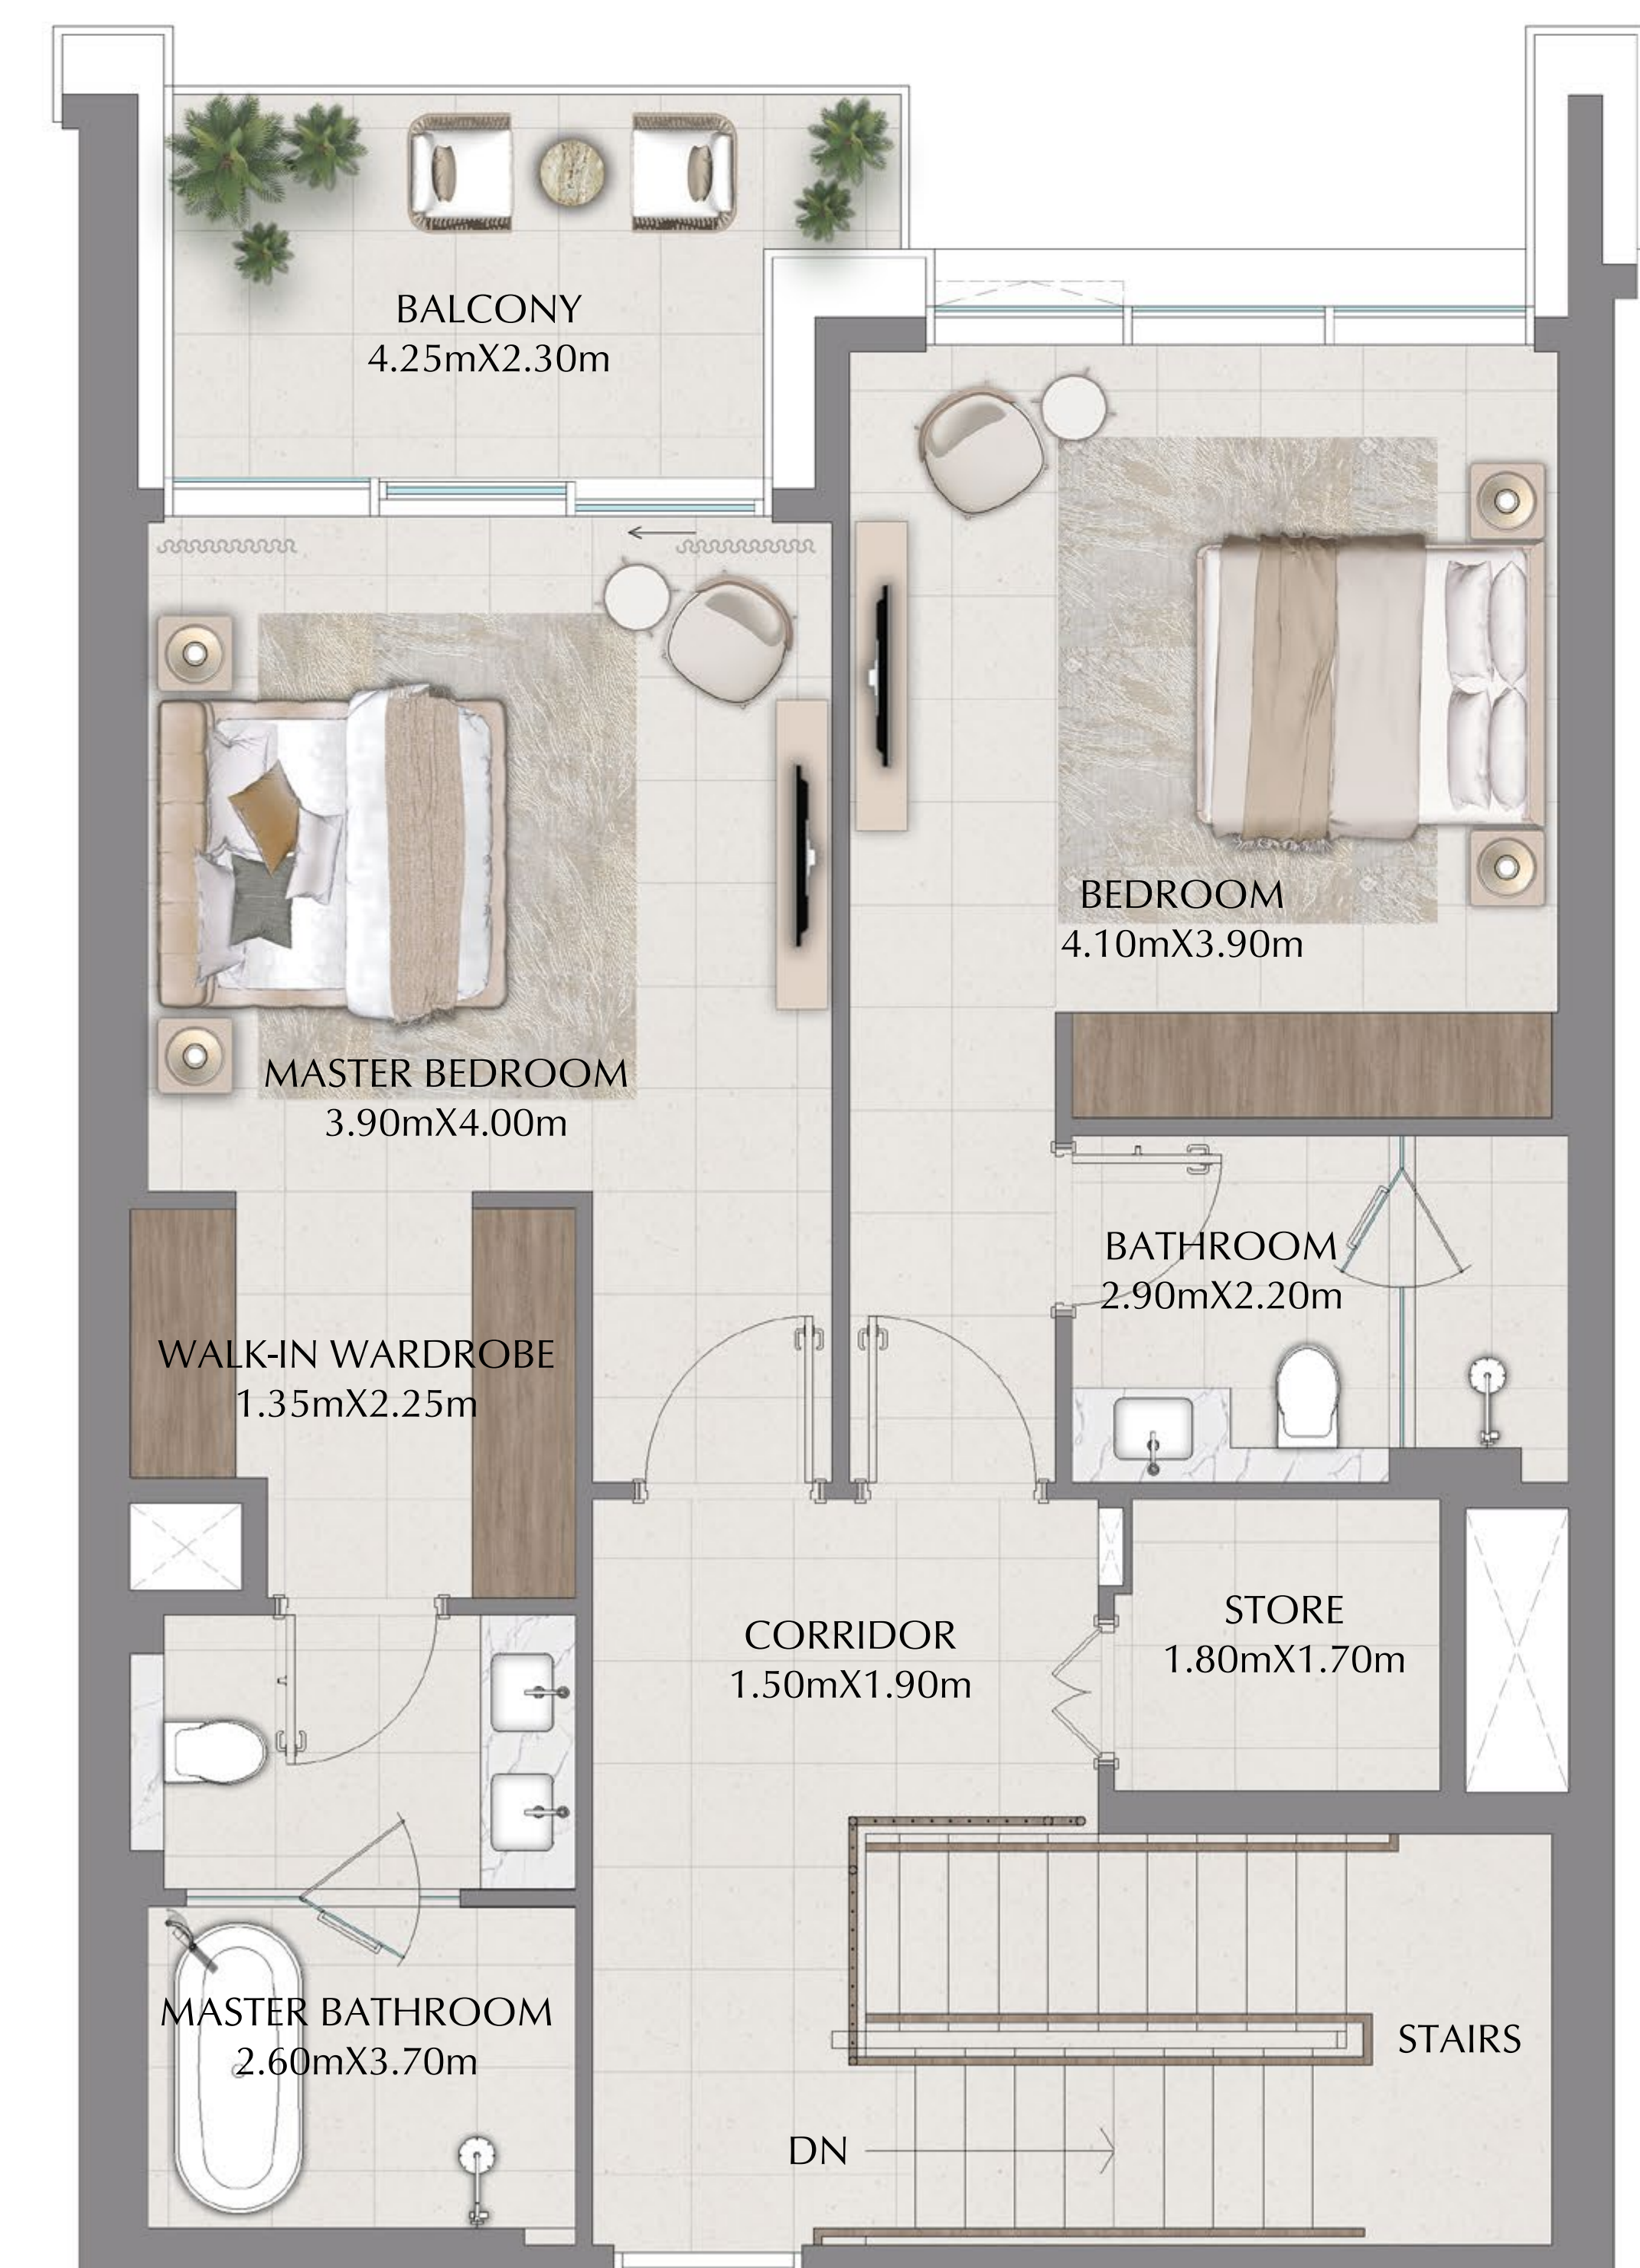 BALCONY
4.25mX2.30m
BEDROOM
4.10mX3.90m
MASTER BEDROOM
3.90mX4.00m
BATHROOM
2.90mX2.20m
WALK-IN WARDROBE
1.35mX2.25m
CORRIDOR
1.50mX1.90m
STORE
1.80mX1.70m
MASTER BATHROOM
2.60mX3.70m
STAIRS
DN